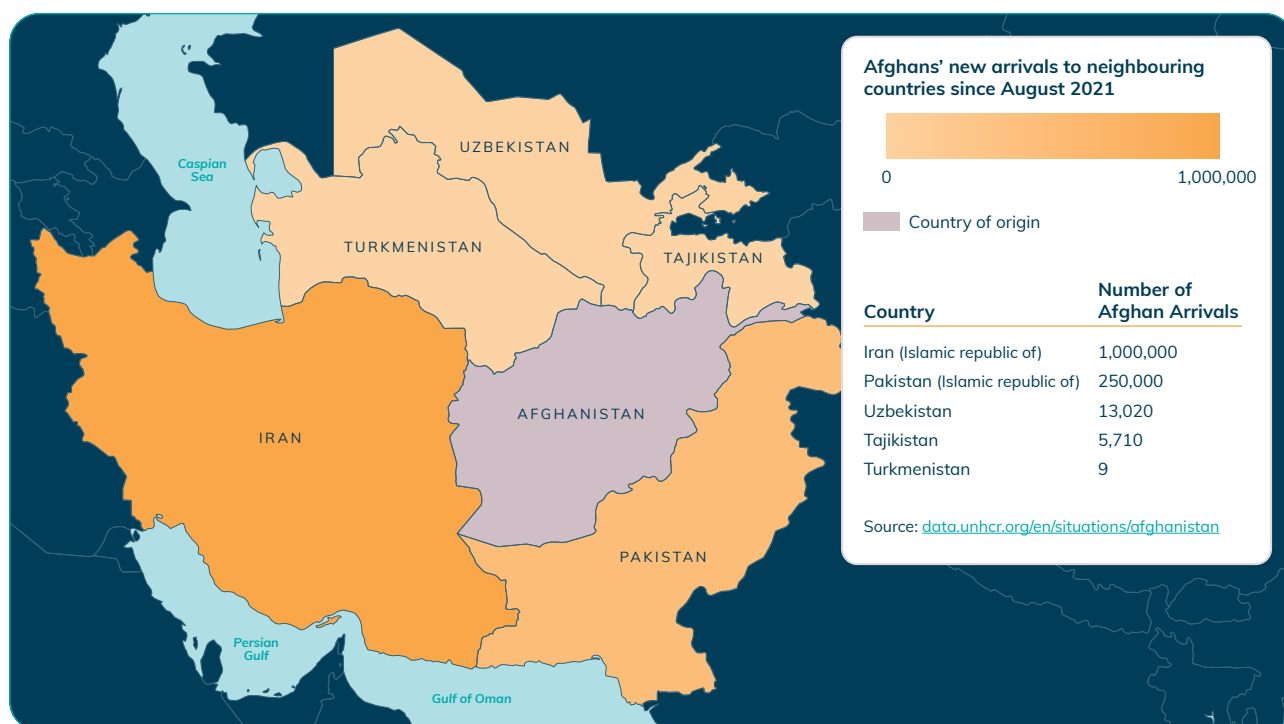 Afghans' new arrivals to neighbouring
countries since August 2021
0
1,000,000
Country of origin
Country
Number of
Afghan Arrivals
Iran (Islamic republic of) 1,000,000
Pakistan (Islamic republic of) 250,000
Uzbekistan 13,020
Tajikistan 5,710
Turkmenistan 9
Source: data.unhcr.org/en/situations/afghanistan
Caspian
Sea
UZBEKISTAN
TURKMENISTAN
TAJIKISTAN
AFGHANISTAN
IRAN
PAKISTAN
Persian
Gulf
Gulf of Oman